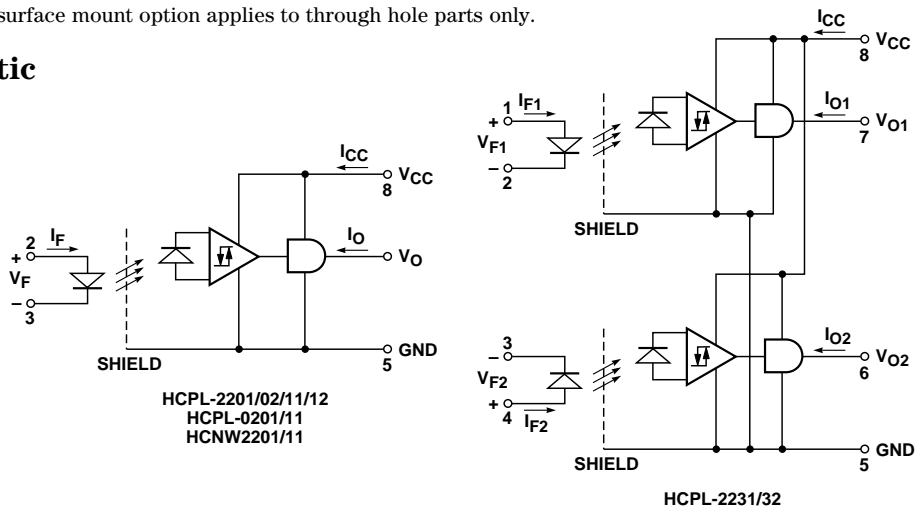 surface mount option applies to through hole parts only.
tic
ICC
VCC
8
IF
2
+
VF
–
3
IO
VO
SHIELD
GND
5
HCPL-2201/02/11/12
HCPL-0201/11
HCNW2201/11
ICC
VCC
8
1
IF1
+
VF1
–
2
IO1
VO1
7
SHIELD
3
–
VF2
+
4
IF2
IO2
VO2
6
SHIELD
GND
5
HCPL-2231/32